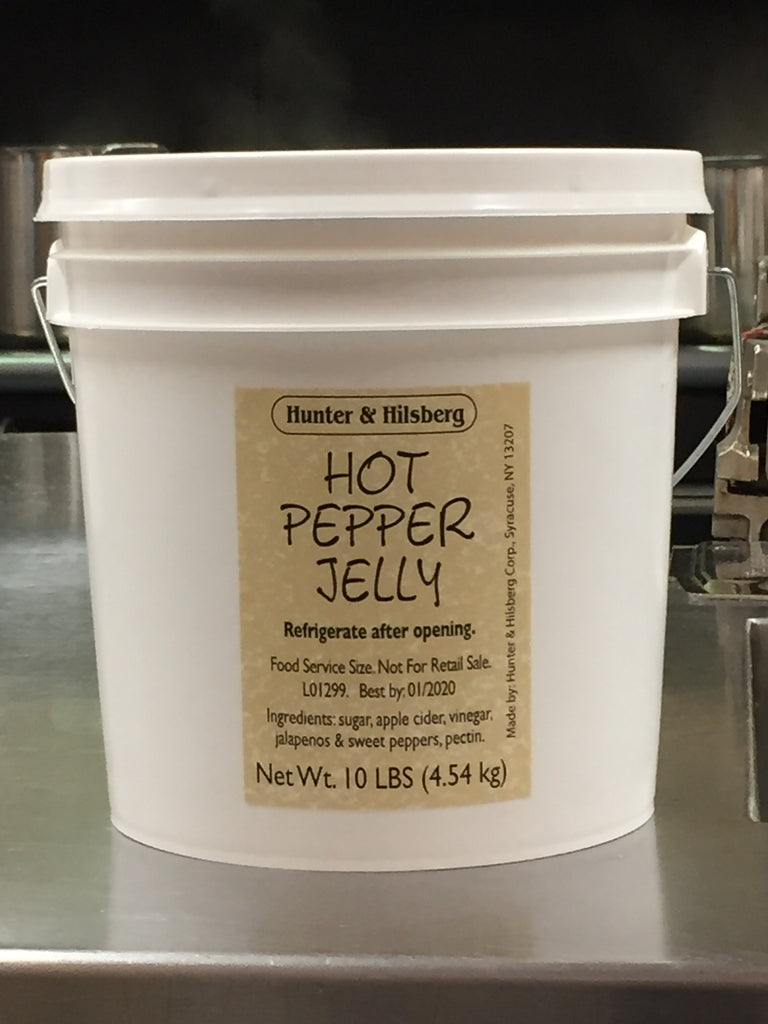 Hunter & Hilsberg
HOT
PEPPER
JELLY
Refrigerate after opening.
Food Service Size. Not For Retail Sale.
L01299. Best by: 01/2020
Ingredients: sugar, apple cider, vinegar,
jalapenos & sweet peppers, pectin.
Net Wt. 10 LBS (4.54 kg)
Made by: Hunter & Hilsberg Corp., Syracuse, NY 13207